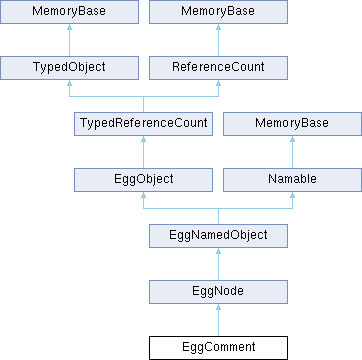 MemoryBase
MemoryBase
TypedObject
ReferenceCount
TypedReferenceCount
MemoryBase
EggObject
Namable
EggNamedObject
EggNode
EggComment